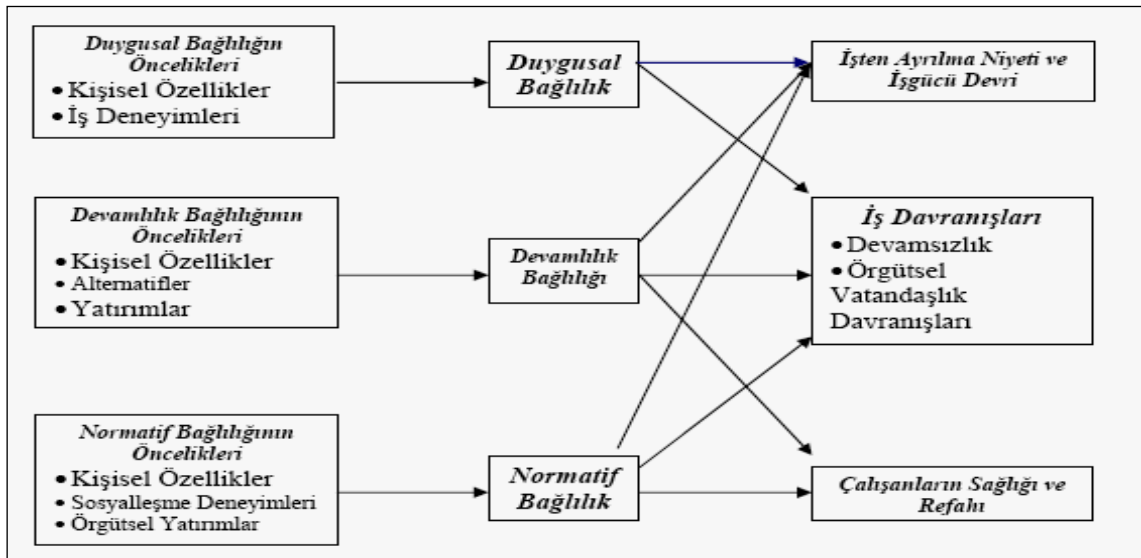 Duygusal Bağlılığın
Öncelikleri
• Kişisel Özellikler
• İş Deneyimleri
Duygusal
Bağlılık
İşten Ayrılma Niyeti ve
İşgücü Devri
Devamlılık Bağlılığının
Öncelikleri
• Kişisel Özellikler
• Alternatifler
• Yatırımlar
Devamlılık
Bağlılığı
İş Davranışları
• Devamsızlık
• Örgütsel
Vatandaşlık
Davranışları
Normatif Bağlılığının
Öncelikleri
• Kişisel Özellikler
• Sosyalleşme Deneyimleri
• Örgütsel Yatırımlar
Normatif
Bağlılık
Çalışanların Sağlığı ve
Refahı